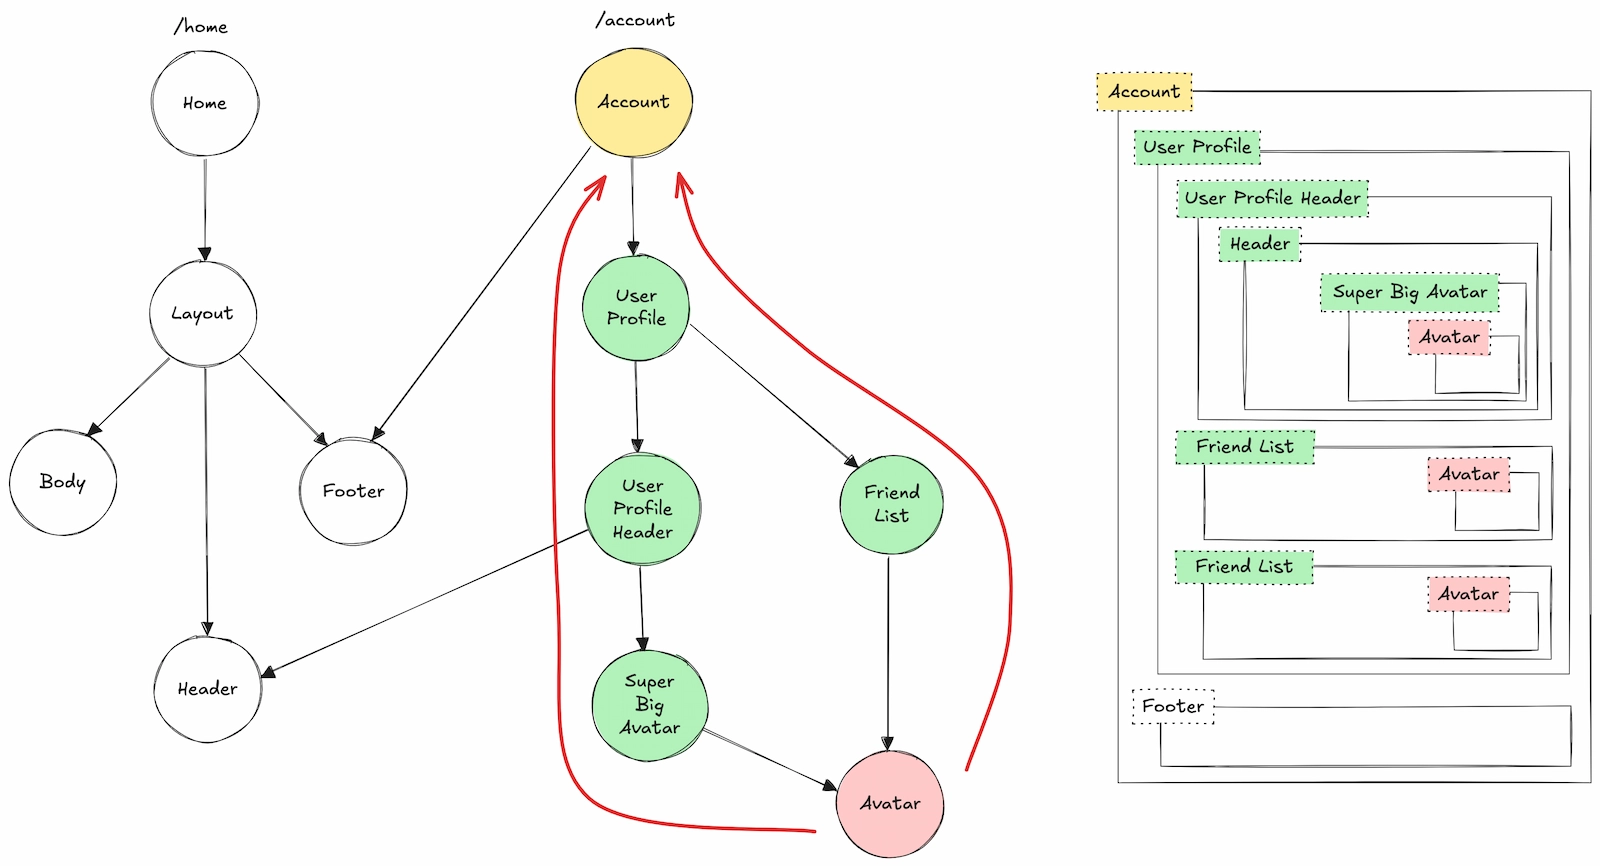 /home
Home
Layout
Body
Footer
Header
/account
Account
User
Profile
User
Profile
Header
Friend
List
Super
Big
Avatar
Avatar
Account
User Profile
User Profile Header
Header
Super Big Avatar
Avatar
Friend List
Avatar
Friend List
Avatar
Footer